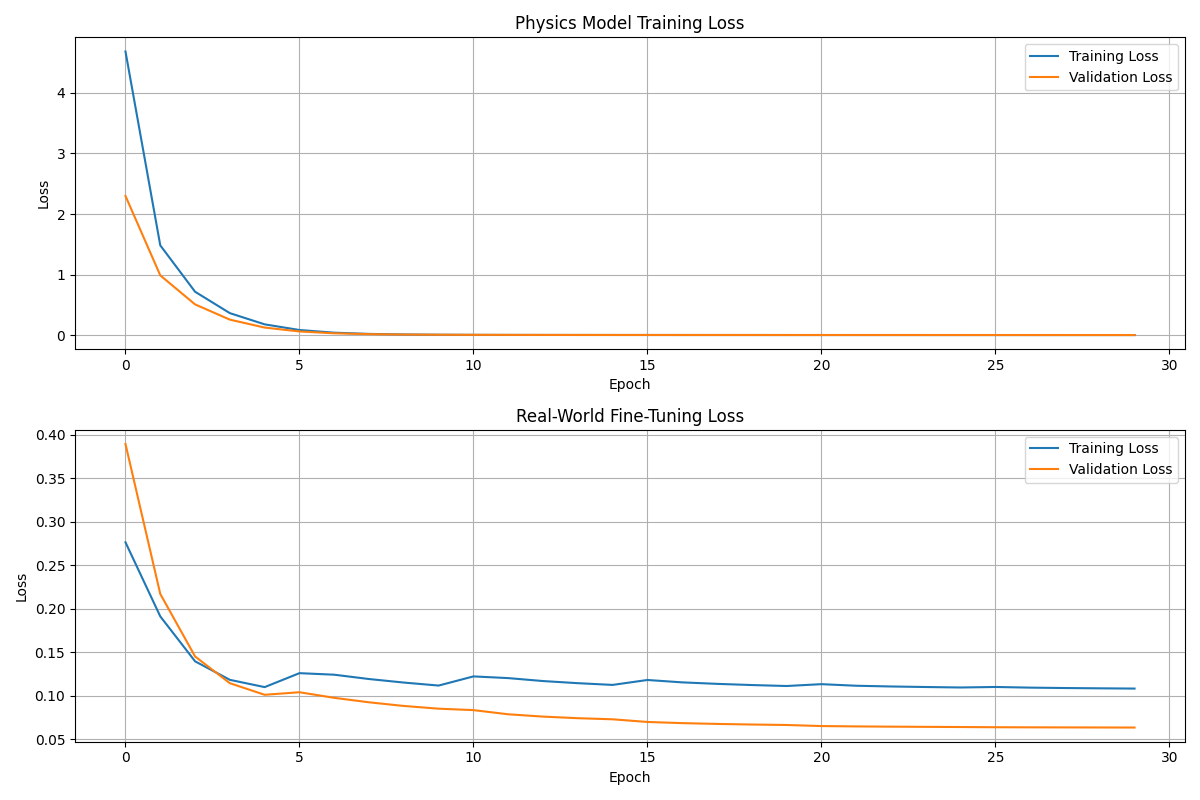 Physics Model Training Loss
Training Loss
Validation Loss
4
3
2
1
0
Loss
0 5 10 15 20 25 30
Epoch
Real-World Fine-Tuning Loss
Training Loss
Validation Loss
0.40
0.35
0.30
0.25
0.20
0.15
0.10
0.05
Loss
0 5 10 15 20 25 30
Epoch